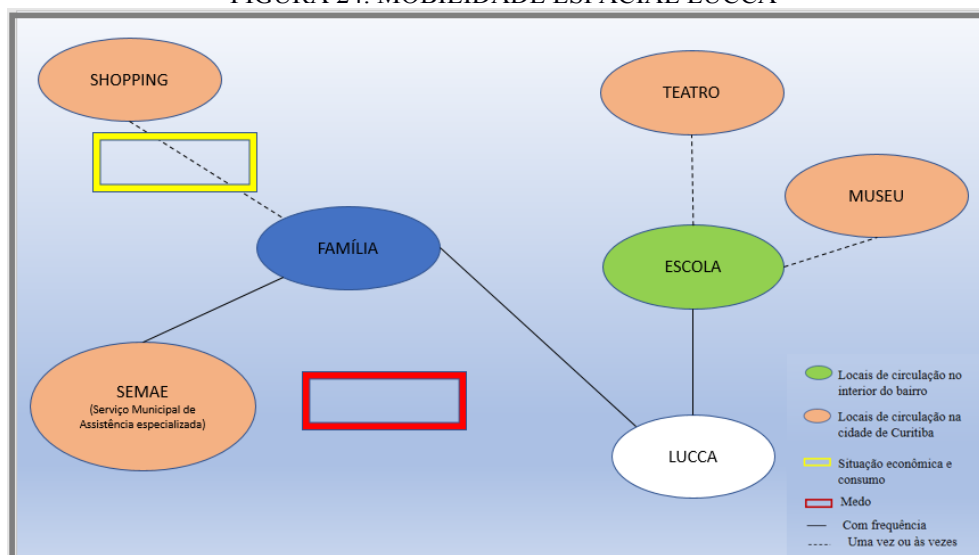 FIGURA 24: MOBILIDADE ESPACIAL LUCCA
SHOPPING
TEATRO
MUSEU
FAMÍLIA
ESCOLA
SEMAE
(Serviço Municipal de
Assistência especializada)
LUCCA
Locais de circulação no
interior do bairro
Locais de circulação na
cidade de Curitiba
Situação econômica e
consumo
Medo
Com frequência
Uma vez ou às vezes